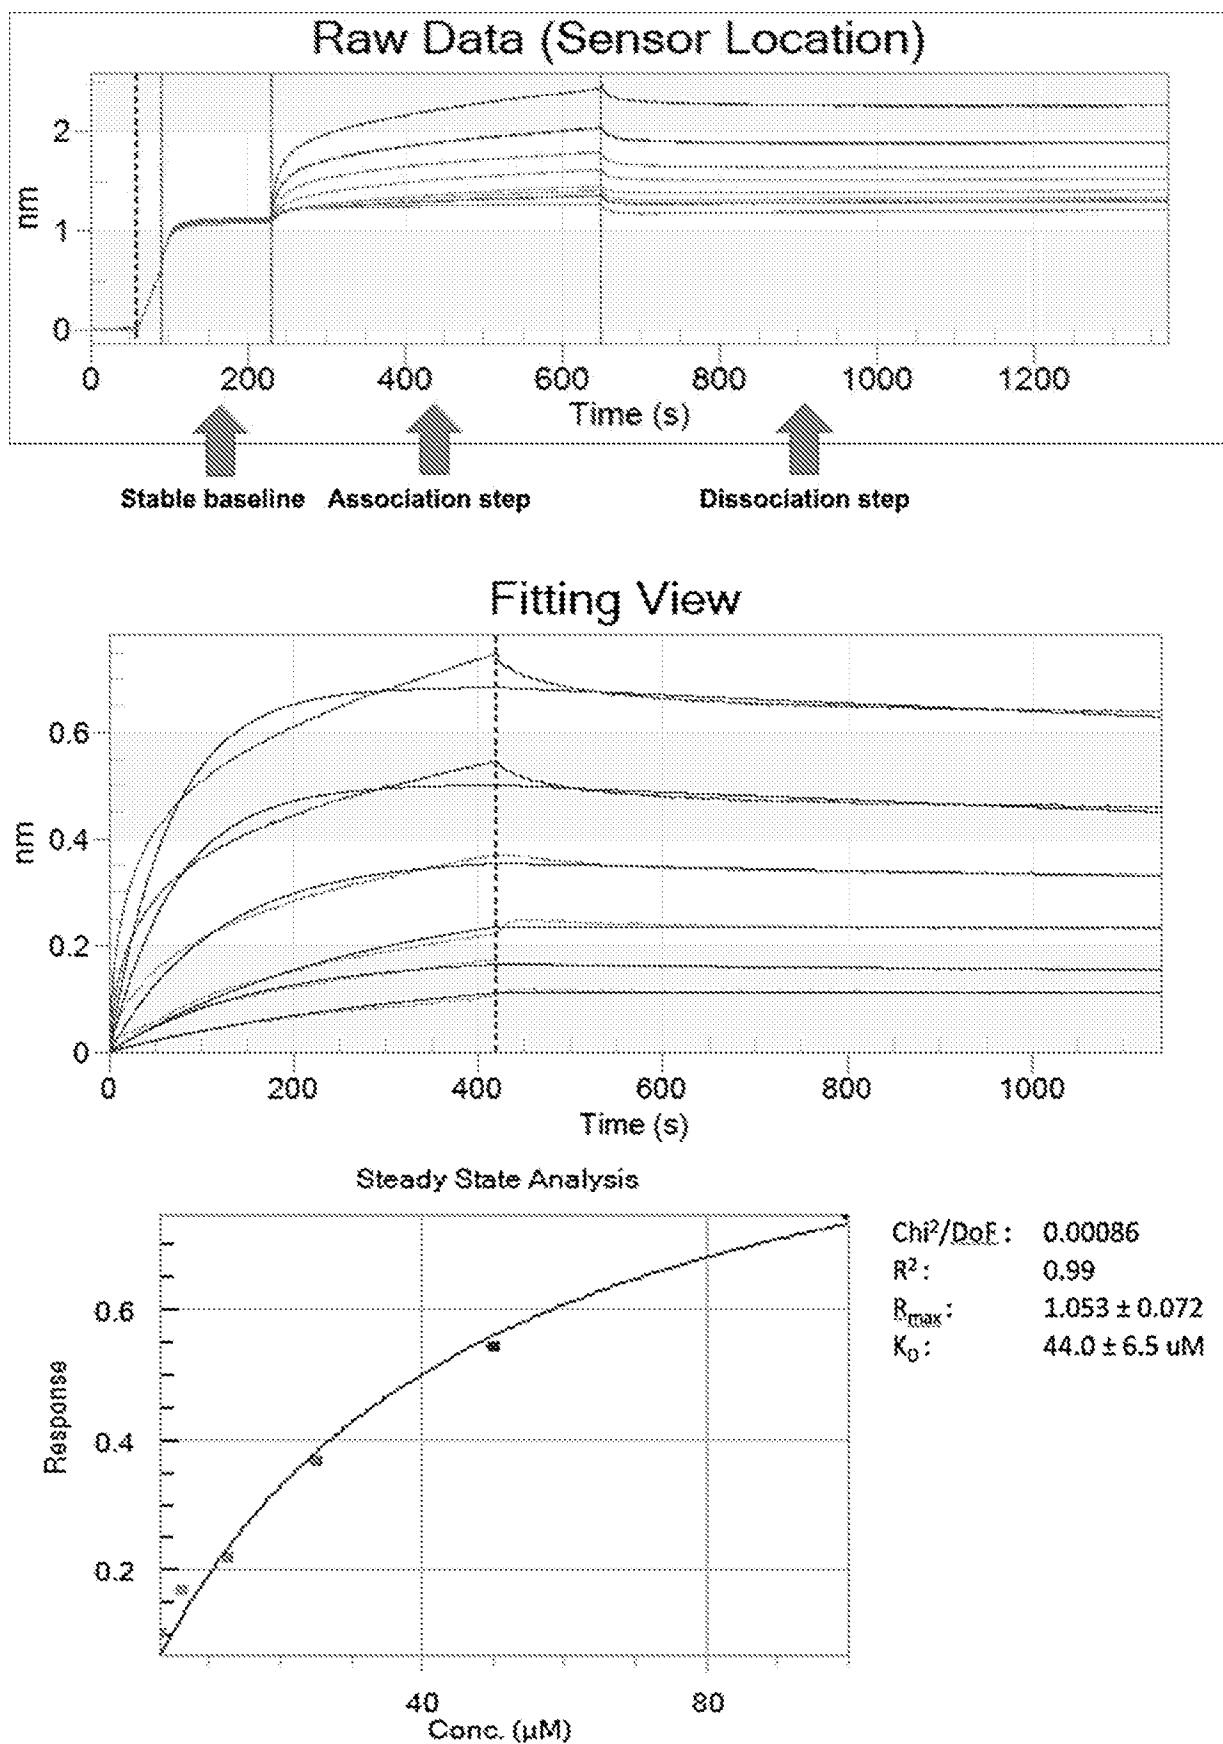 Raw Data (Sensor Location)
2
1
0
nm
0 200 400 600 800 1000 1200
Time (s)
Stable baseline Association step Dissociation step
Fitting View
0.6
0.4
0.2
0
nm
0 200 400 600 800 1000
Time (s)
Steady State Analysis
0.6
0.4
0.2
Response
40 80
Conc. (µM)
Chi²/DoF : 0.00086
R² : 0.99
Rmax : 1.053 ± 0.072
KD : 44.0 ± 6.5 uM